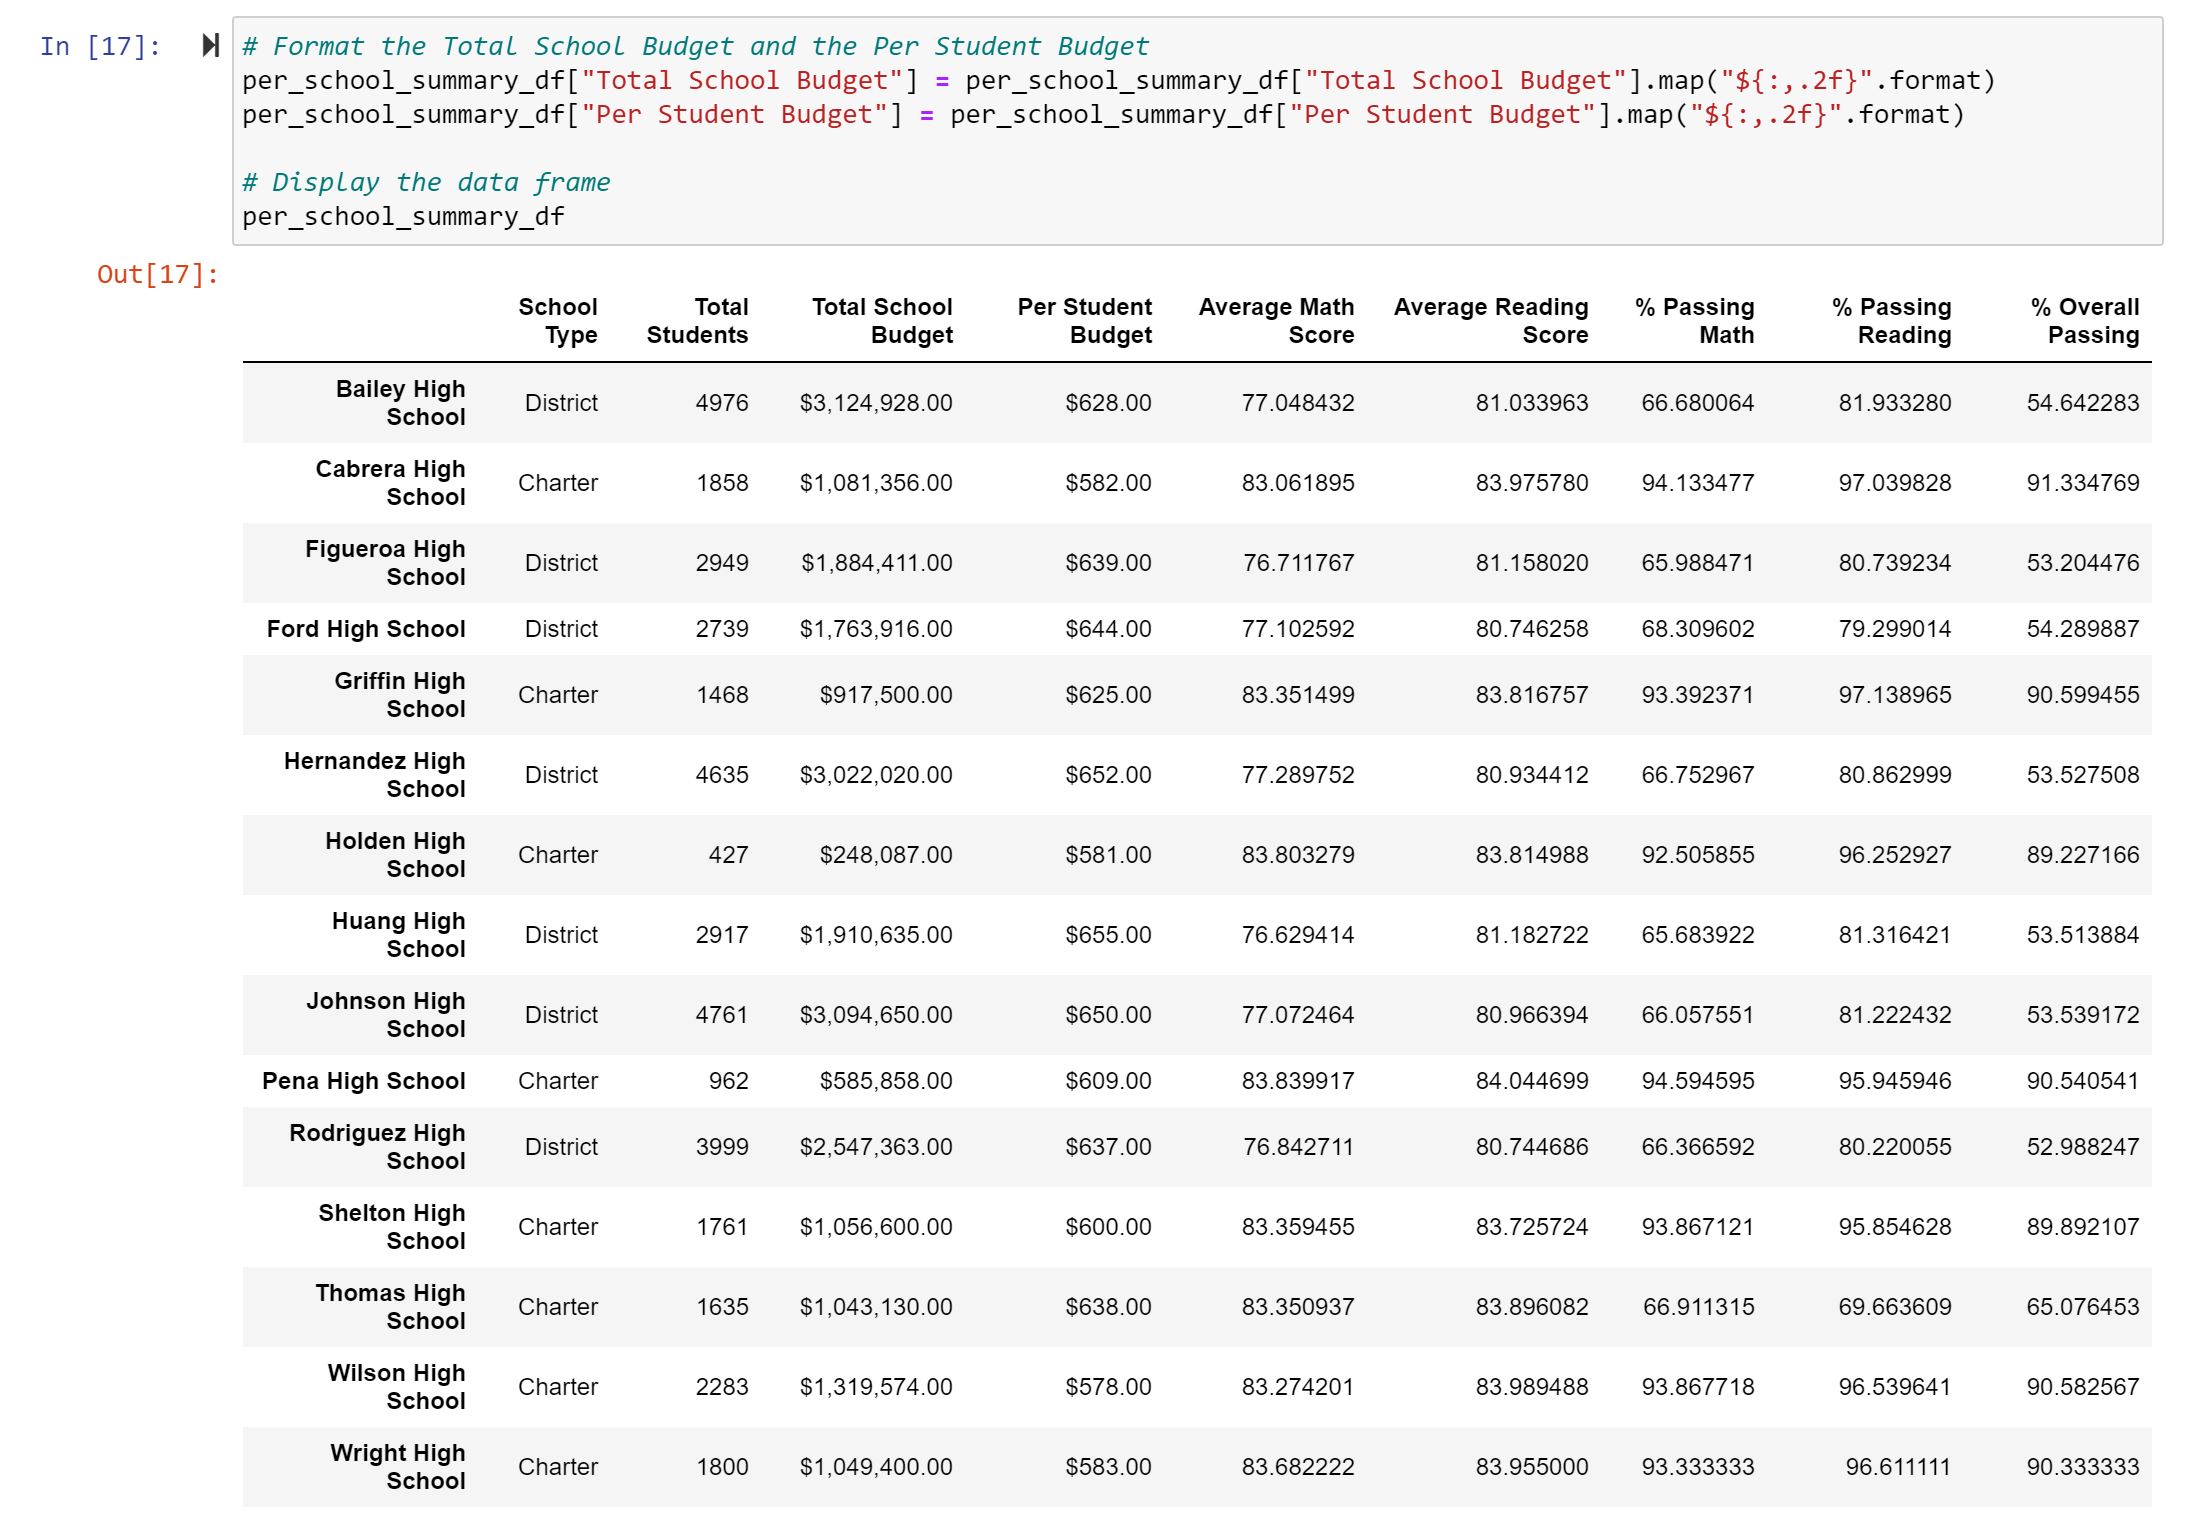 In [17]:
# Format the Total School Budget and the Per Student Budget
per_school_summary_df["Total School Budget"] = per_school_summary_df["Total School Budget"].map("${:,.2f}".format)
per_school_summary_df["Per Student Budget"] = per_school_summary_df["Per Student Budget"].map("${:,.2f}".format)
# Display the data frame
per_school_summary_df
Out[17]:
School Type Total Students Total School Budget Per Student Budget Average Math Score Average Reading Score % Passing Math % Passing Reading % Overall Passing
Bailey High School District 4976 $3,124,928.00 $628.00 77.048432 81.033963 66.680064 81.933280 54.642283
Cabrera High School Charter 1858 $1,081,356.00 $582.00 83.061895 83.975780 94.133477 97.039828 91.334769
Figueroa High School District 2949 $1,884,411.00 $639.00 76.711767 81.158020 65.988471 80.739234 53.204476
Ford High School District 2739 $1,763,916.00 $644.00 77.102592 80.746258 68.309602 79.299014 54.289887
Griffin High School Charter 1468 $917,500.00 $625.00 83.351499 83.816757 93.392371 97.138965 90.599455
Hernandez High School District 4635 $3,022,020.00 $652.00 77.289752 80.934412 66.752967 80.862999 53.527508
Holden High School Charter 427 $248,087.00 $581.00 83.803279 83.814988 92.505855 96.252927 89.227166
Huang High School District 2917 $1,910,635.00 $655.00 76.629414 81.182722 65.683922 81.316421 53.513884
Johnson High School District 4761 $3,094,650.00 $650.00 77.072464 80.966394 66.057551 81.222432 53.539172
Pena High School Charter 962 $585,858.00 $609.00 83.839917 84.044699 94.594595 95.945946 90.540541
Rodriguez High School District 3999 $2,547,363.00 $637.00 76.842711 80.744686 66.366592 80.220055 52.988247
Shelton High School Charter 1761 $1,056,600.00 $600.00 83.359455 83.725724 93.867121 95.854628 89.892107
Thomas High School Charter 1635 $1,043,130.00 $638.00 83.350937 83.896082 66.911315 69.663609 65.076453
Wilson High School Charter 2283 $1,319,574.00 $578.00 83.274201 83.989488 93.867718 96.539641 90.582567
Wright High School Charter 1800 $1,049,400.00 $583.00 83.682222 83.955000 93.333333 96.611111 90.333333